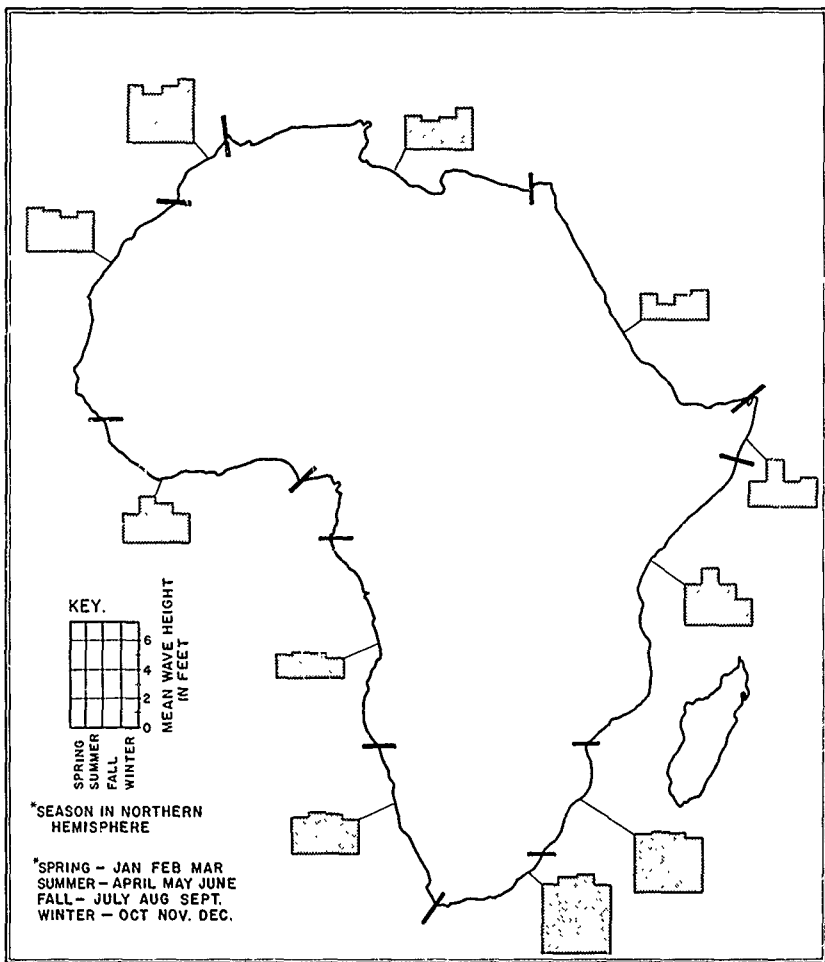 KEY.
6
4
2
0
MEAN WAVE HEIGHT
IN FEET
SPRING
SUMMER
FALL
WINTER
*SEASON IN NORTHERN
HEMISPHERE
*SPRING – JAN FEB MAR
SUMMER – APRIL MAY JUNE
FALL – JULY AUG SEPT.
WINTER – OCT NOV. DEC.